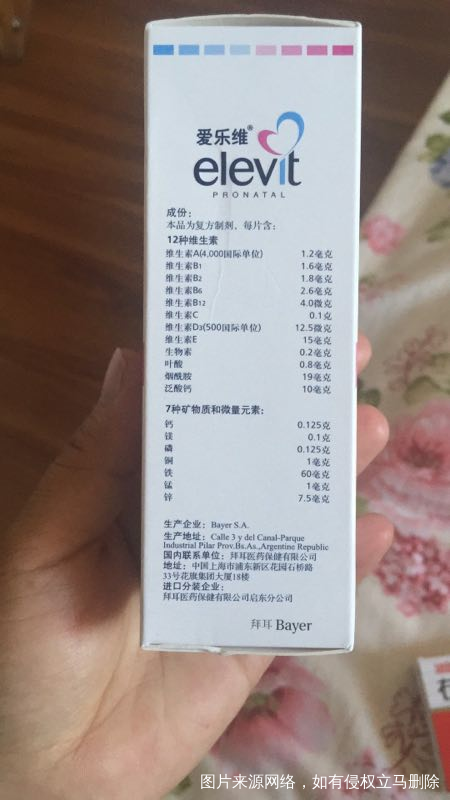 爱乐维®
elevit
PRONATAL
成份：
本品为复方制剂，每片含：
12种维生素
维生素A(4,000国际单位) 1.2毫克
维生素B1 1.6毫克
维生素B2 1.8毫克
维生素B6 2.6毫克
维生素B12 4.0微克
维生素C 0.1克
维生素D3(500国际单位) 12.5微克
维生素E 15毫克
生物素 0.2毫克
叶酸 0.8毫克
烟酰胺 19毫克
泛酸钙 10毫克
7种矿物质和微量元素：
钙 0.125克
镁 0.1克
磷 0.125克
铜 1毫克
铁 60毫克
锰 1毫克
锌 7.5毫克
生产企业：Bayer S.A.
生产地址：Calle 3 y del Canal-Parque
Industrial Pilar Prov.Bs.As.,Argentine Republic
国内联系单位：拜耳医药保健有限公司
地址：中国上海市浦东新区花园石桥路
33号花旗集团大厦18楼
进口分装企业：
拜耳医药保健有限公司启东分公司
拜耳 Bayer
图片来源网络，如有侵权立马删除